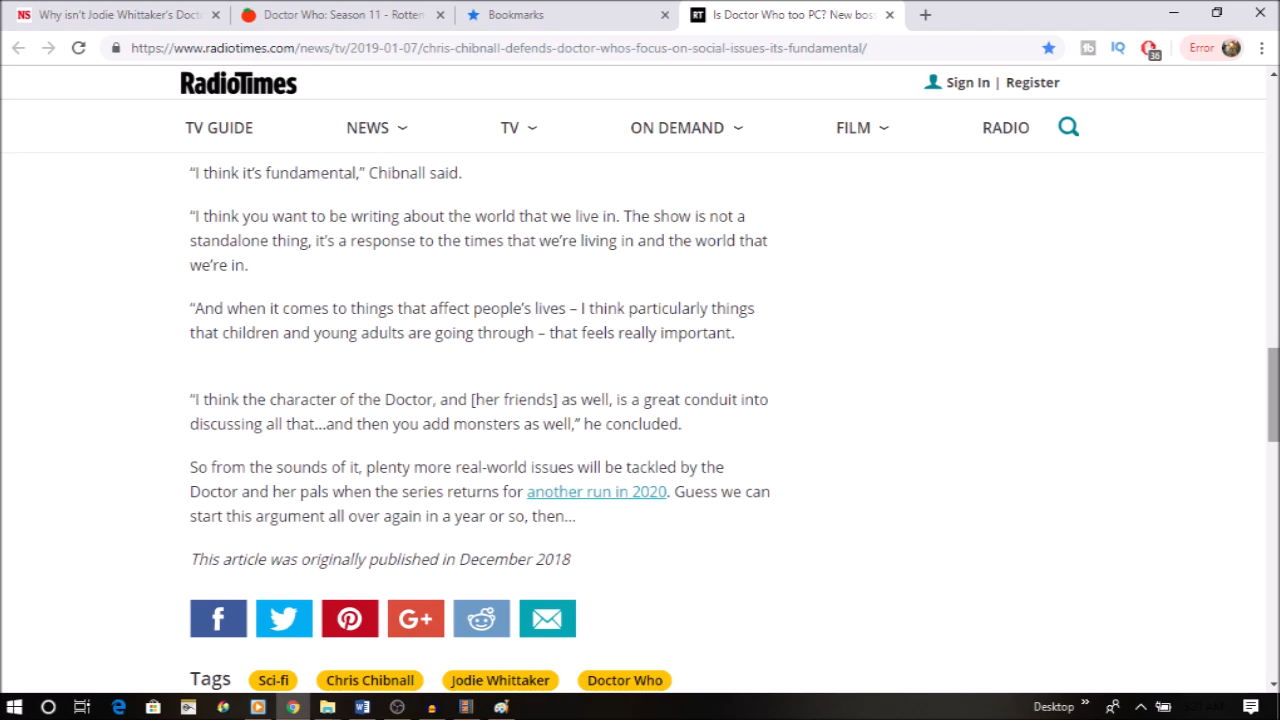 Why isn't Jodie Whittaker's Docto
Doctor Who: Season 11 - Rotten
Bookmarks
RT Is Doctor Who too PC? New boss
https://www.radiotimes.com/news/tv/2019-01-07/chris-chibnall-defends-doctor-whos-focus-on-social-issues-its-fundamental/
IQ
36
Error
RadioTimes
Sign In | Register
TV GUIDE
NEWS
TV
ON DEMAND
FILM
RADIO
“I think it’s fundamental,” Chibnall said.
“I think you want to be writing about the world that we live in. The show is not a
standalone thing, it’s a response to the times that we’re living in and the world that
we’re in.
“And when it comes to things that affect people’s lives – I think particularly things
that children and young adults are going through – that feels really important.
“I think the character of the Doctor, and [her friends] as well, is a great conduit into
discussing all that…and then you add monsters as well,” he concluded.
So from the sounds of it, plenty more real-world issues will be tackled by the
Doctor and her pals when the series returns for another run in 2020. Guess we can
start this argument all over again in a year or so, then…
This article was originally published in December 2018
f
G+
Tags
Sci-fi
Chris Chibnall
Jodie Whittaker
Doctor Who
Desktop